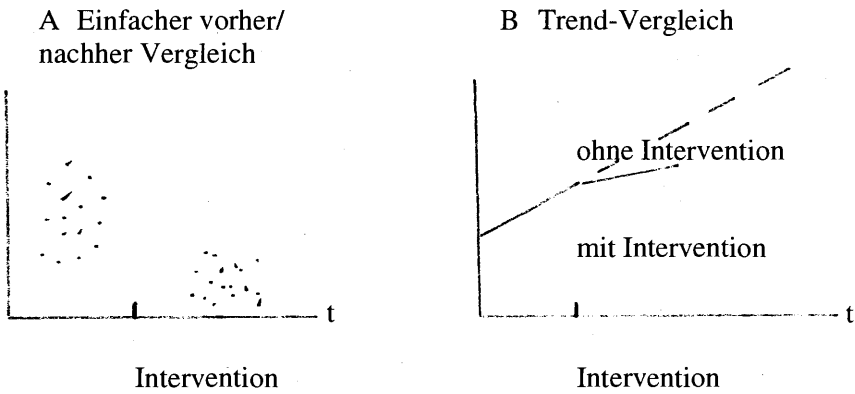 A Einfacher vorher/
nachher Vergleich
t
Intervention
B Trend-Vergleich
ohne Intervention
mit Intervention
t
Intervention